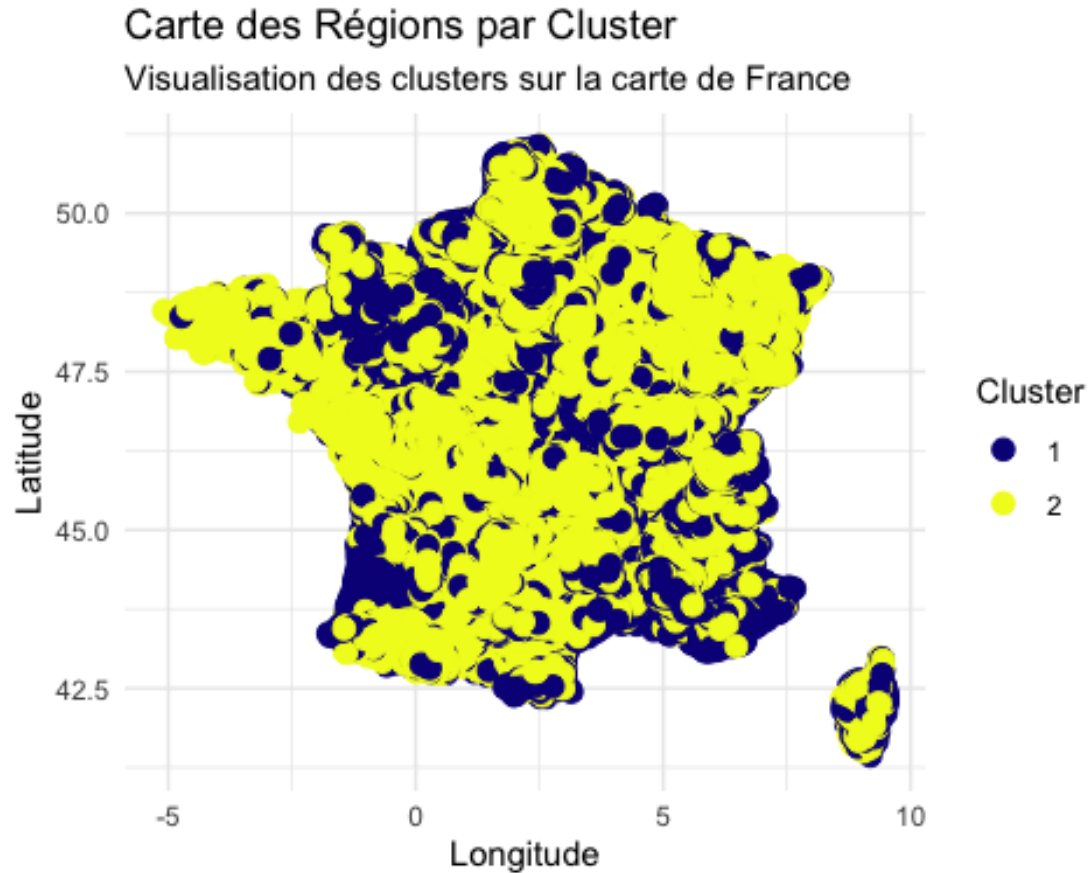 Carte des Régions par Cluster
Visualisation des clusters sur la carte de France
50.0
47.5
45.0
42.5
Latitude
-5
0
5
10
Longitude
Cluster
1
2